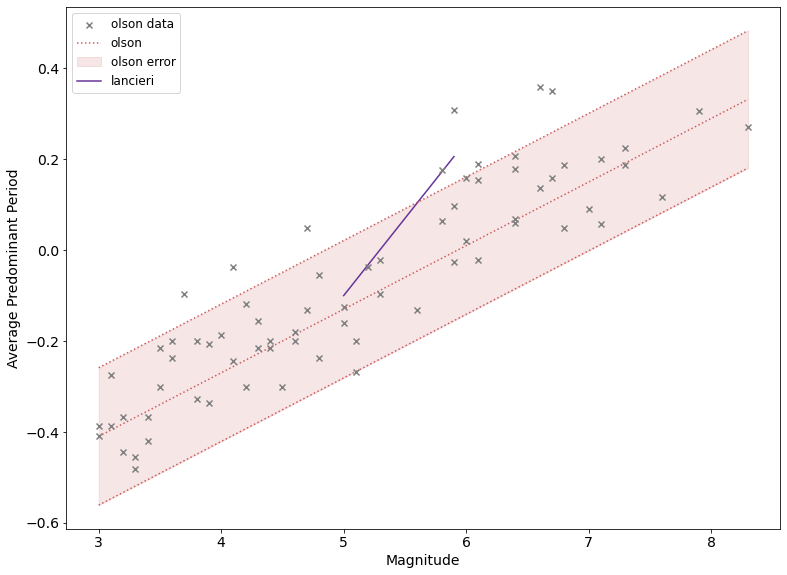 olson data
olson
olson error
lancieri
0.4
0.2
0.0
−0.2
−0.4
−0.6
Average Predominant Period
3 4 5 6 7 8
Magnitude